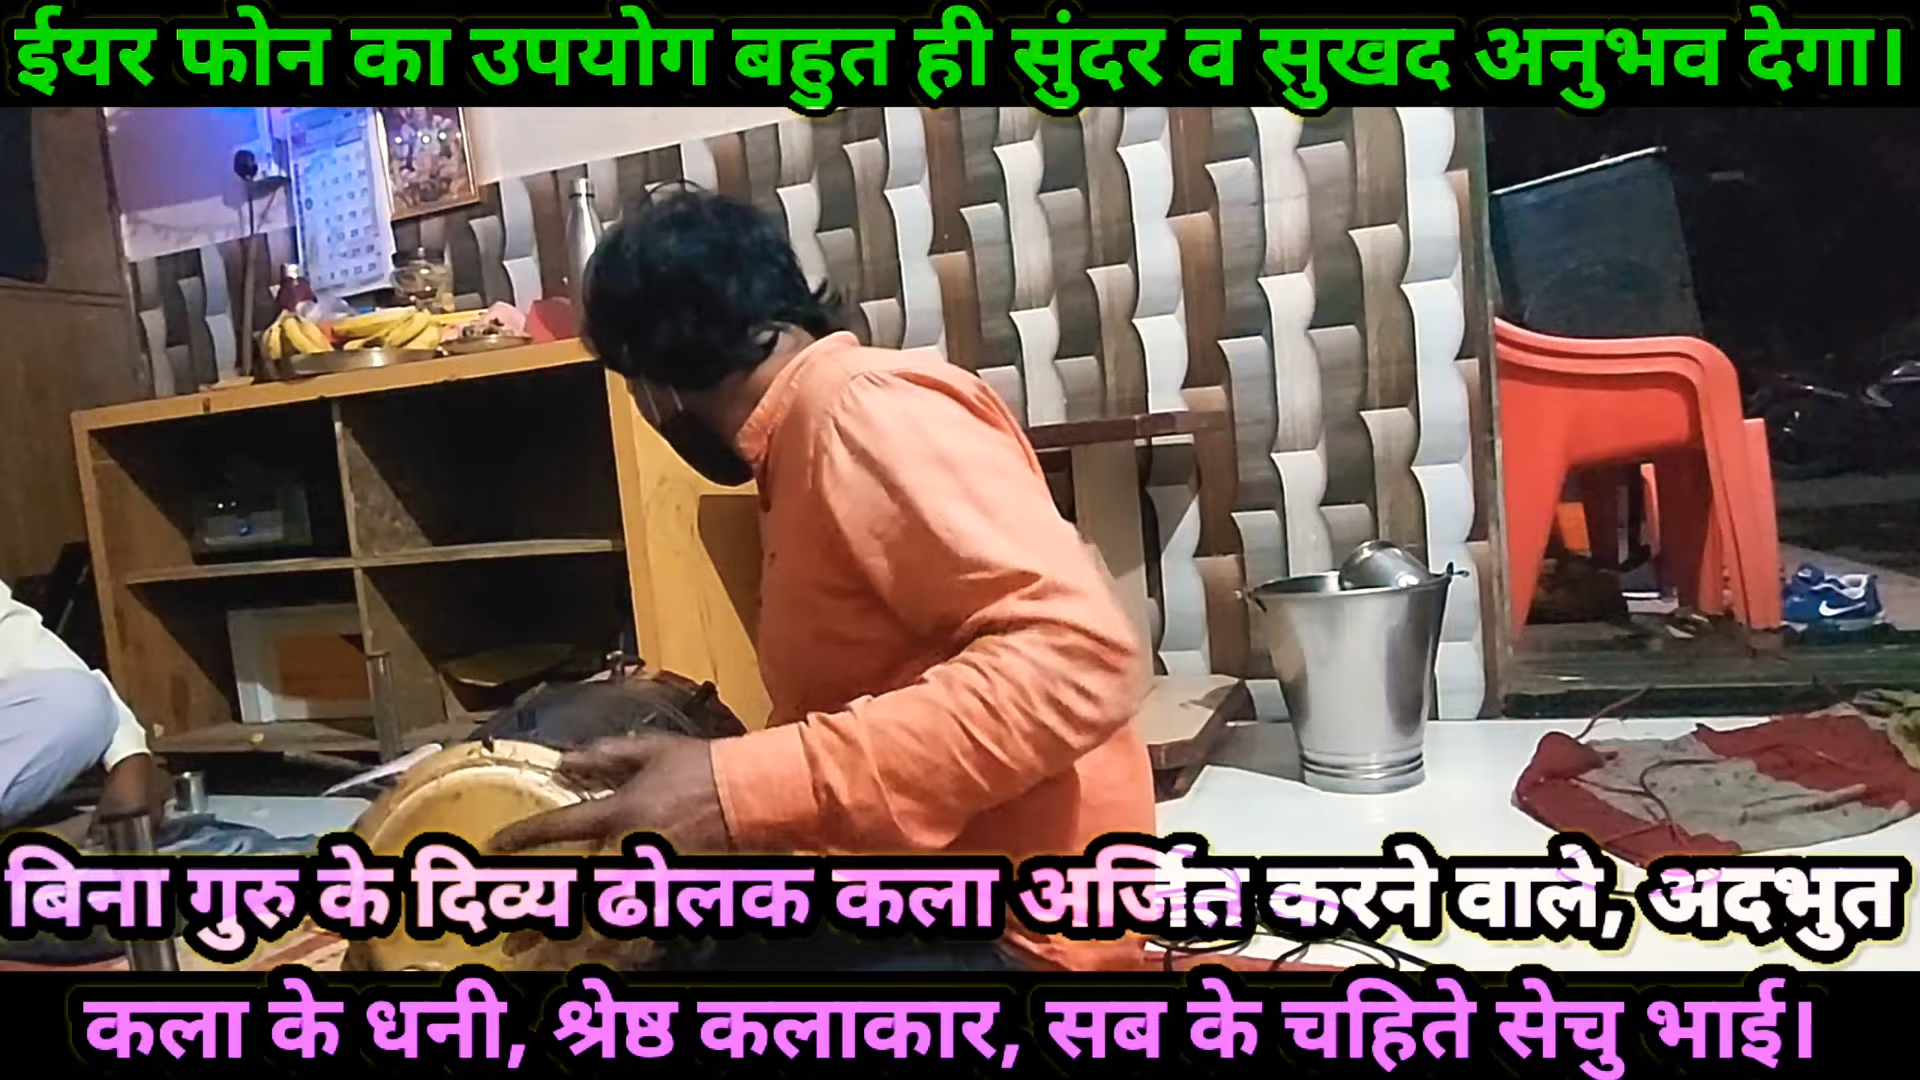 ईयर फोन का उपयोग बहुत ही सुंदर व सुखद अनुभव देगा।
बिना गुरु के दिव्य ढोलक कला अर्जित करने वाले, अदभुत
कला के धनी, श्रेष्ठ कलाकार, सब के चहिते सेचु भाई।